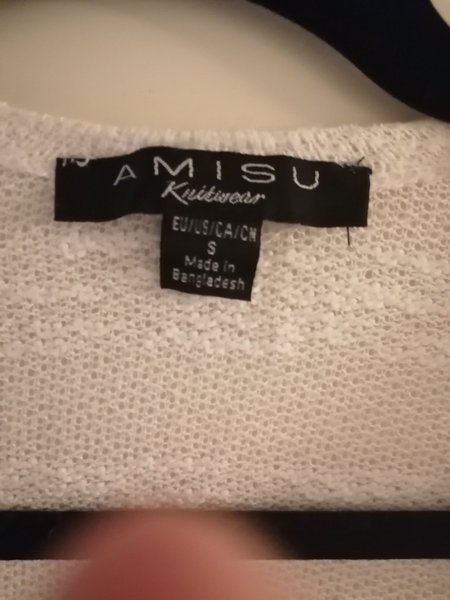 AMISU
Knitwear
EU/US/CA/CN
S
Made in
Bangladesh